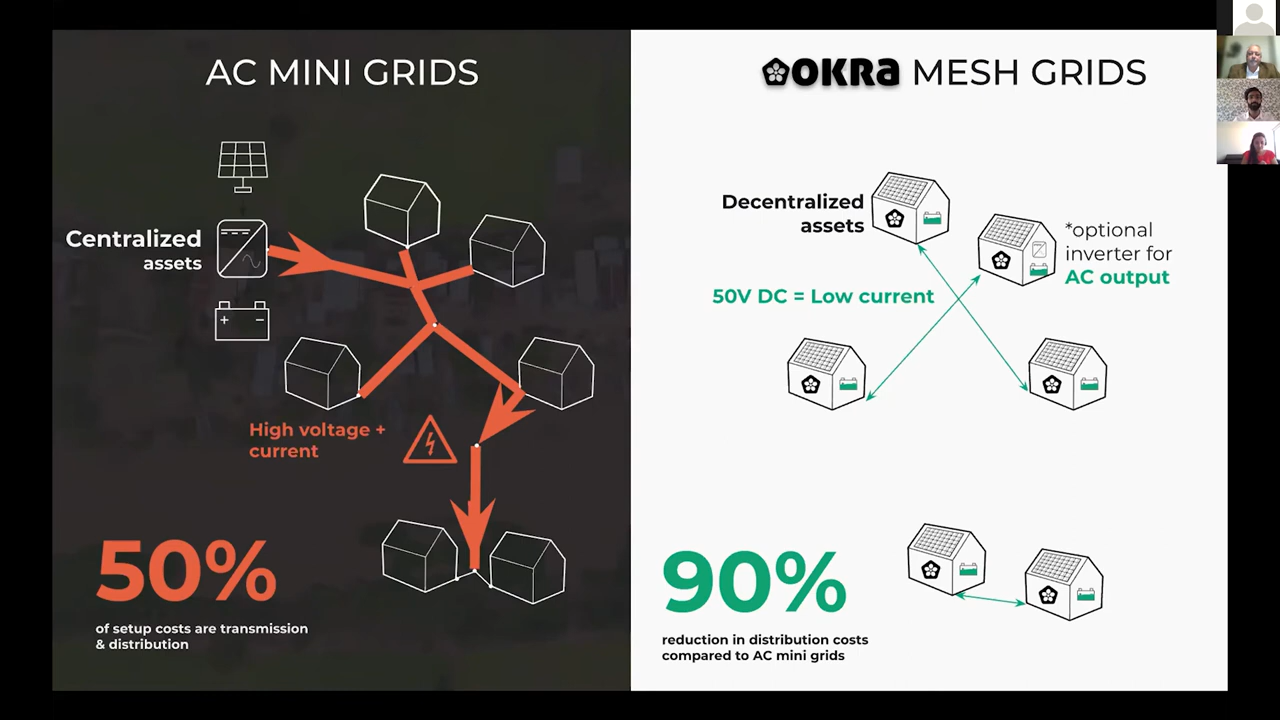 AC MINI GRIDS
Centralized
assets
High voltage +
current
50%
of setup costs are transmission
& distribution
OKRA MESH GRIDS
Decentralized
assets
*optional
inverter for
AC output
50V DC = Low current
90%
reduction in distribution costs
compared to AC mini grids